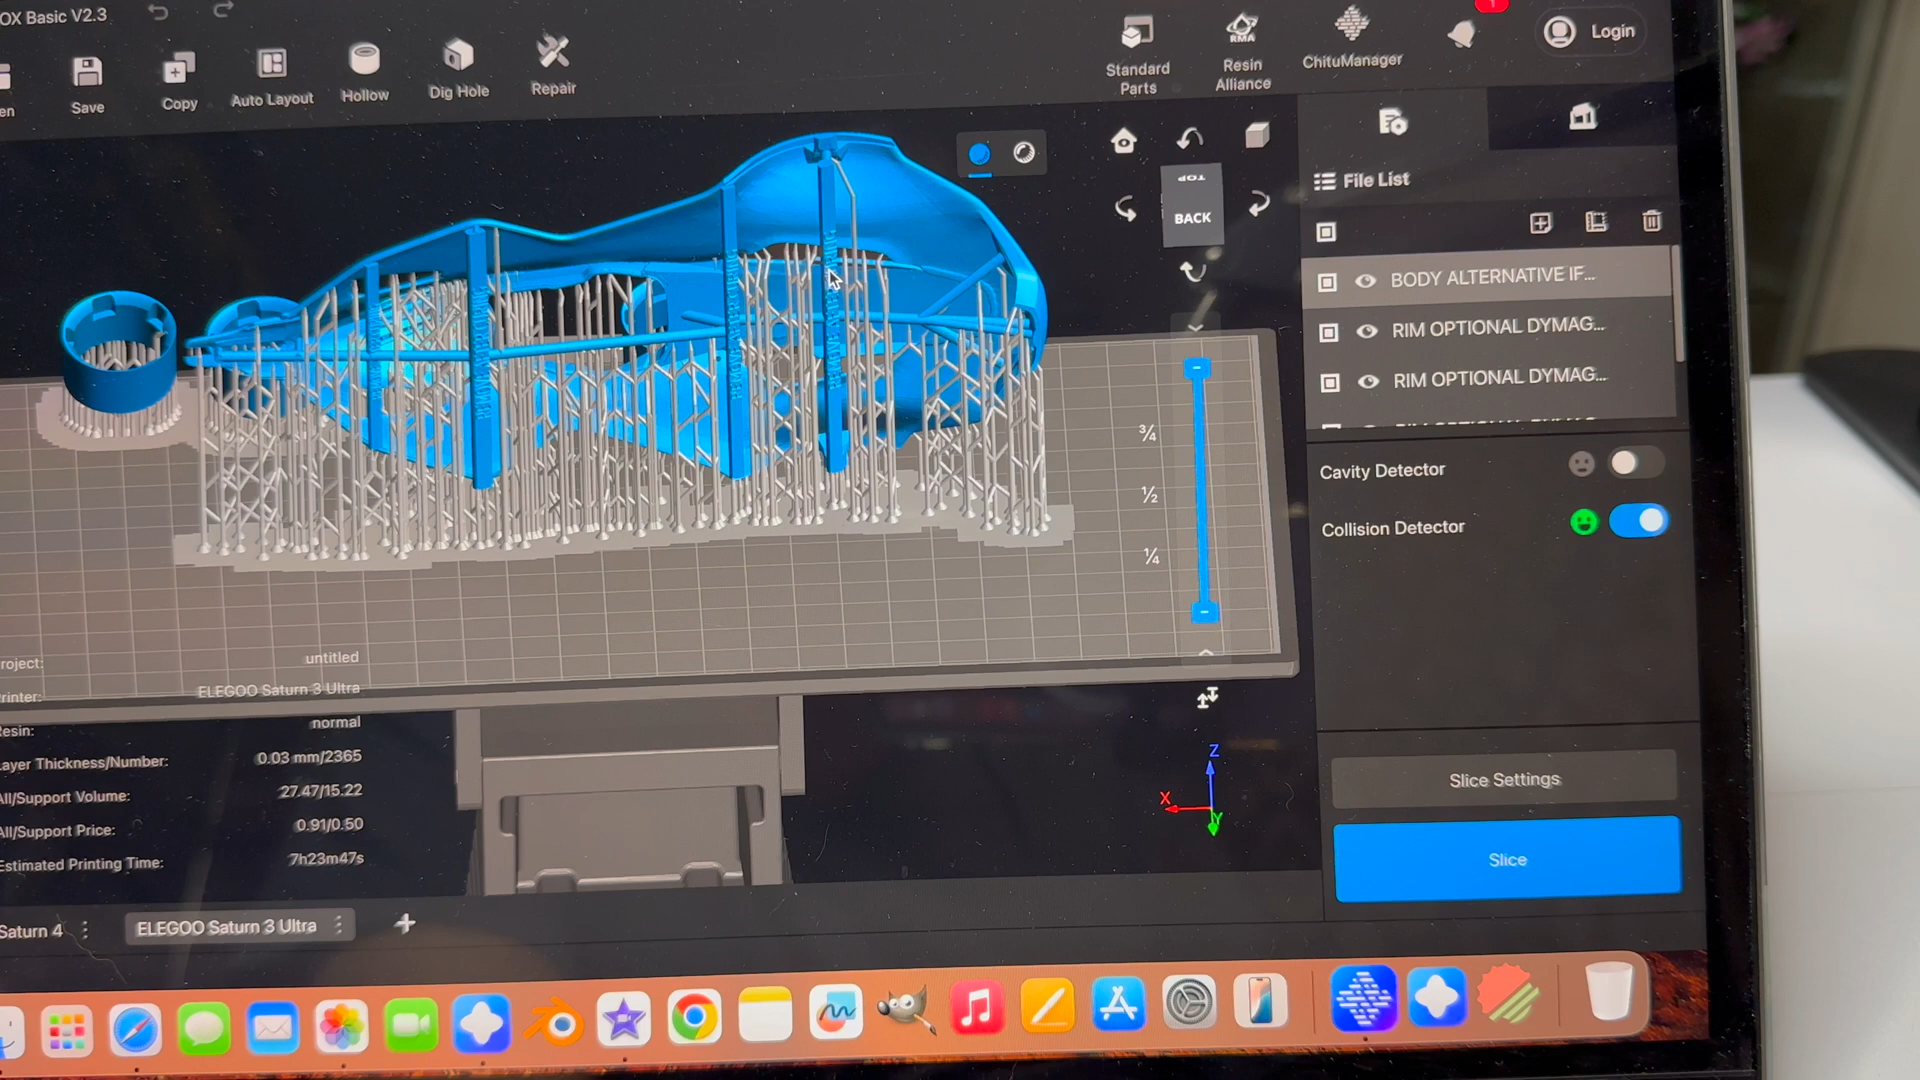 OX Basic V2.3
en
Save
Copy
Auto Layout
Hollow
Dig Hole
Repair
Standard
Parts
RMA
Resin
Alliance
ChituManager
1
Login
TOP
BACK
File List
BODY ALTERNATIVE IF...
RIM OPTIONAL DYMAG...
RIM OPTIONAL DYMAG...
Cavity Detector
Collision Detector
3/4
1/2
1/4
roject:
untitled
rinter:
ELEGOO Saturn 3 Ultra
esin:
normal
ayer Thickness/Number:
0.03 mm/2365
All/Support Volume:
27.47/15.22
All/Support Price:
0.91/0.50
Estimated Printing Time:
7h23m47s
Z
X
Y
Slice Settings
Slice
Saturn 4
ELEGOO Saturn 3 Ultra